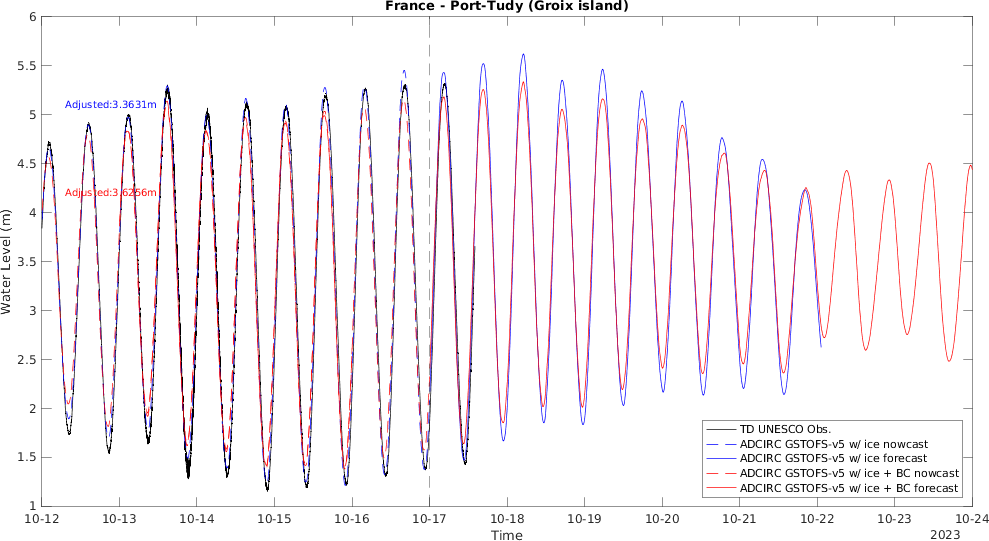 France - Port-Tudy (Groix island)
6
5.5
5
4.5
4
3.5
3
2.5
2
1.5
1
Water Level (m)
Adjusted:3.3631m
Adjusted:3.6256m
TD UNESCO Obs.
ADCIRC GSTOFS-v5 w/ ice nowcast
ADCIRC GSTOFS-v5 w/ ice forecast
ADCIRC GSTOFS-v5 w/ ice + BC nowcast
ADCIRC GSTOFS-v5 w/ ice + BC forecast
10-12 10-13 10-14 10-15 10-16 10-17 10-18 10-19 10-20 10-21 10-22 10-23 10-24
Time
2023